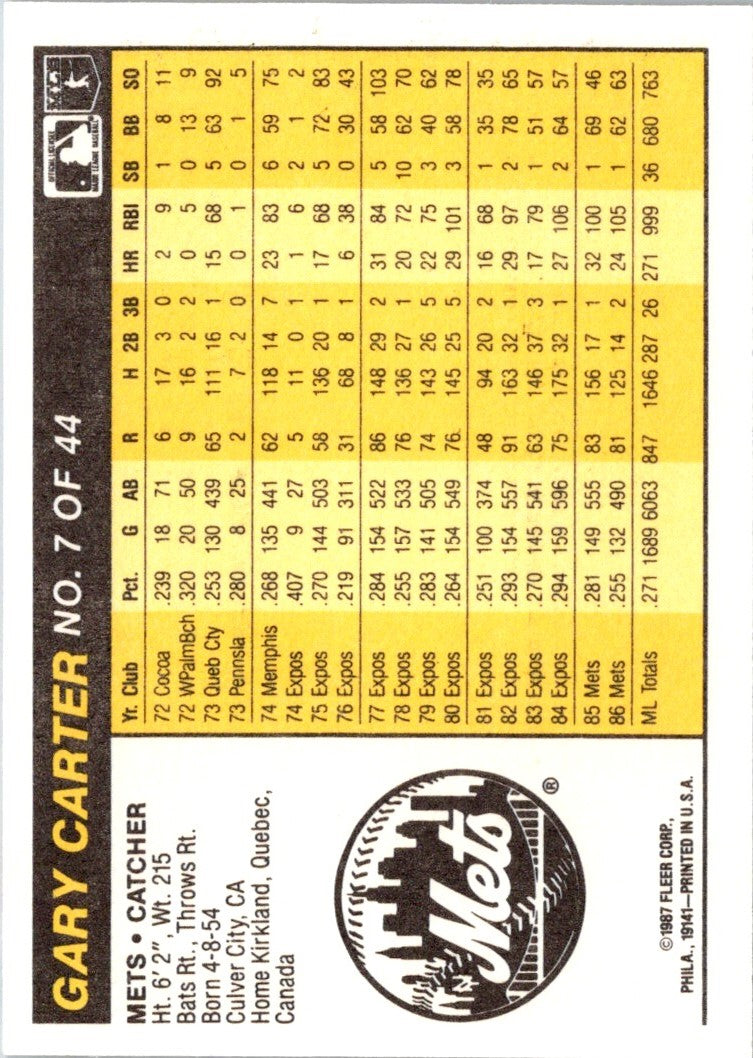 GARY CARTER NO. 7 OF 44
OFFICIAL LICENSEE
MAJOR LEAGUE BASEBALL
METS • CATCHER
Ht. 6' 2", Wt. 215
Bats Rt., Throws Rt.
Born 4-8-54
Culver City, CA
Home Kirkland, Quebec,
Canada
NY
Mets
®
©1987 FLEER CORP.,
PHILA., 19141—PRINTED IN U.S.A.
Yr. Club Pct. G AB R H 2B 3B HR RBI SB BB SO
72 Cocoa .239 18 71 6 17 3 0 2 9 1 8 11
72 WPalmBch .320 20 50 9 16 2 2 0 5 0 13 9
73 Queb Cty .253 130 439 65 111 16 1 15 68 5 63 92
73 Pennsla .280 8 25 2 7 2 0 0 1 0 1 5
74 Memphis .268 135 441 62 118 14 7 23 83 6 59 75
74 Expos .407 9 27 5 11 0 1 1 6 2 1 2
75 Expos .270 144 503 58 136 20 1 17 68 5 72 83
76 Expos .219 91 311 31 68 8 1 6 38 0 30 43
77 Expos .284 154 522 86 148 29 2 31 84 5 58 103
78 Expos .255 157 533 76 136 27 1 20 72 10 62 70
79 Expos .283 141 505 74 143 26 5 22 75 3 40 62
80 Expos .264 154 549 76 145 25 5 29 101 3 58 78
81 Expos .251 100 374 48 94 20 2 16 68 1 35 35
82 Expos .293 154 557 91 163 32 1 29 97 2 78 65
83 Expos .270 145 541 63 146 37 3 17 79 1 51 57
84 Expos .294 159 596 75 175 32 1 27 106 2 64 57
85 Mets .281 149 555 83 156 17 1 32 100 1 69 46
86 Mets .255 132 490 81 125 14 2 24 105 1 62 63
ML Totals .271 1689 6063 847 1646 287 26 271 999 36 680 763